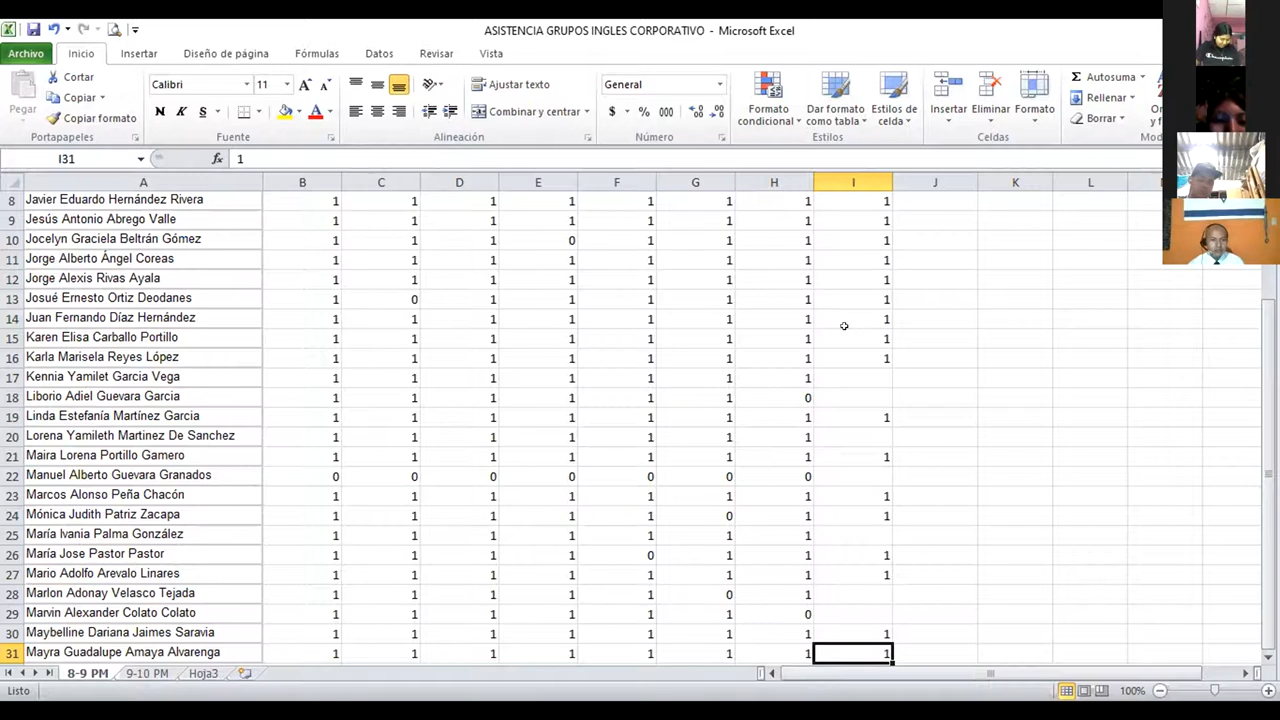 ASISTENCIA GRUPOS INGLES CORPORATIVO - Microsoft Excel
Archivo Inicio Insertar Diseño de página Fórmulas Datos Revisar Vista
Pegar Cortar Copiar Copiar formato Portapapeles
Calibri 11 N K S Fuente
Ajustar texto Combinar y centrar Alineación
General $ % 000 Número
Formato condicional Dar formato como tabla Estilos de celda Estilos
Insertar Eliminar Formato Celdas
Autosuma Rellenar Borrar
I31 fx 1
A B C D E F G H I J K L
8 Javier Eduardo Hernández Rivera 1 1 1 1 1 1 1 1
9 Jesús Antonio Abrego Valle 1 1 1 1 1 1 1 1
10 Jocelyn Graciela Beltrán Gómez 1 1 1 0 1 1 1 1
11 Jorge Alberto Ângel Coreas 1 1 1 1 1 1 1 1
12 Jorge Alexis Rivas Ayala 1 1 1 1 1 1 1 1
13 Josué Ernesto Ortiz Deodanes 1 0 1 1 1 1 1 1
14 Juan Fernando Díaz Hernández 1 1 1 1 1 1 1 1
15 Karen Elisa Carballo Portillo 1 1 1 1 1 1 1 1
16 Karla Marisela Reyes López 1 1 1 1 1 1 1 1
17 Kennia Yamilet Garcia Vega 1 1 1 1 1 1 1
18 Liborio Adiel Guevara Garcia 1 1 1 1 1 1 0
19 Linda Estefanía Martínez Garcia 1 1 1 1 1 1 1 1
20 Lorena Yamileth Martinez De Sanchez 1 1 1 1 1 1 1
21 Maira Lorena Portillo Gamero 1 1 1 1 1 1 1 1
22 Manuel Alberto Guevara Granados 0 0 0 0 0 0 0
23 Marcos Alonso Peña Chacón 1 1 1 1 1 1 1 1
24 Mónica Judith Patriz Zacapa 1 1 1 1 1 0 1 1
25 María Ivania Palma González 1 1 1 1 1 1 1
26 María Jose Pastor Pastor 1 1 1 1 0 1 1 1
27 Mario Adolfo Arevalo Linares 1 1 1 1 1 1 1 1
28 Marlon Adonay Velasco Tejada 1 1 1 1 1 0 1
29 Marvin Alexander Colato Colato 1 1 1 1 1 1 0
30 Maybelline Dariana Jaimes Saravia 1 1 1 1 1 1 1 1
31 Mayra Guadalupe Amaya Alvarenga 1 1 1 1 1 1 1 1
8-9 PM 9-10 PM Hoja3
Listo 100%